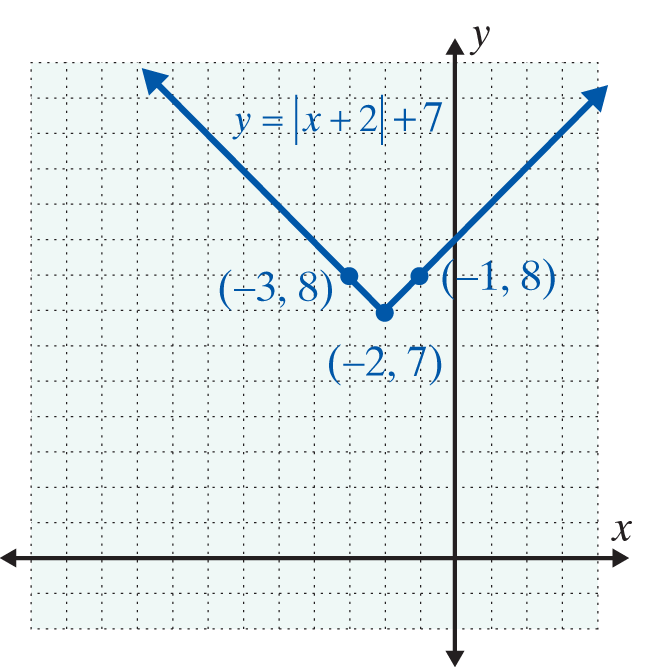 y
y = |x + 2| + 7
(−3, 8)
(−1, 8)
(−2, 7)
x